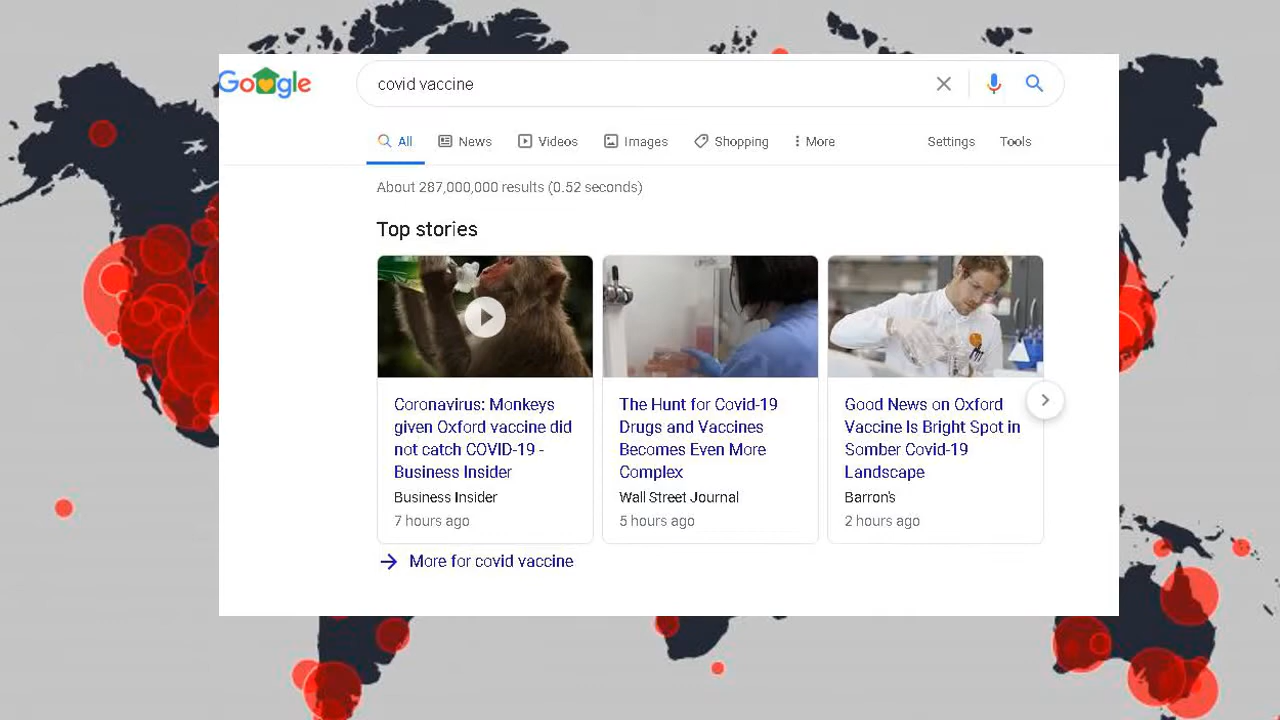 Google
covid vaccine
All News Videos Images Shopping More Settings Tools
About 287,000,000 results (0.52 seconds)
Top stories
Coronavirus: Monkeys
given Oxford vaccine did
not catch COVID-19 -
Business Insider
Business Insider
7 hours ago
The Hunt for Covid-19
Drugs and Vaccines
Becomes Even More
Complex
Wall Street Journal
5 hours ago
Good News on Oxford
Vaccine Is Bright Spot in
Somber Covid-19
Landscape
Barron's
2 hours ago
More for covid vaccine